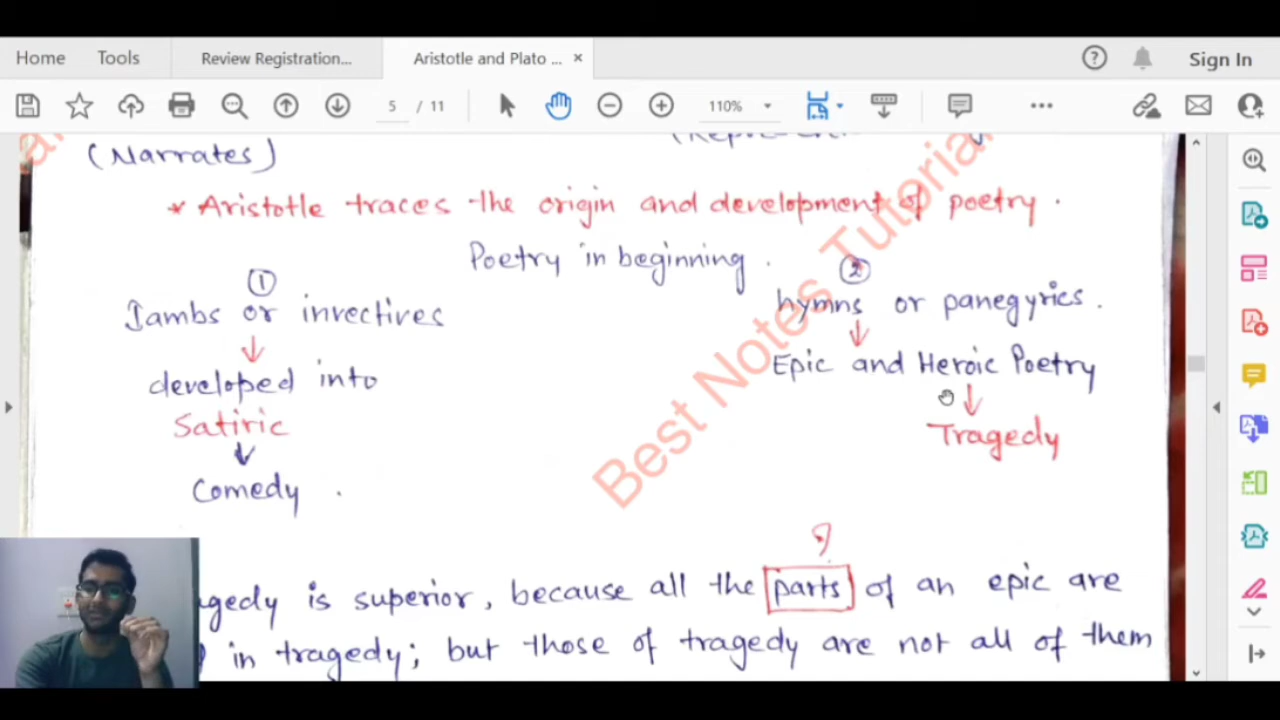 Home Tools Review Registration... Aristotle and Plato ... × Sign In
5 / 11 110%
(Narrates)
* Aristotle traces the origin and development of poetry.
Poetry in beginning.
① ②
Iambs or invectives hymns or panegyrics.
developed into Epic and Heroic Poetry
Satiric Tragedy
Comedy.
is superior, because all the parts of an epic are
in tragedy; but those of tragedy are not all of them
Best Notes Tutorial